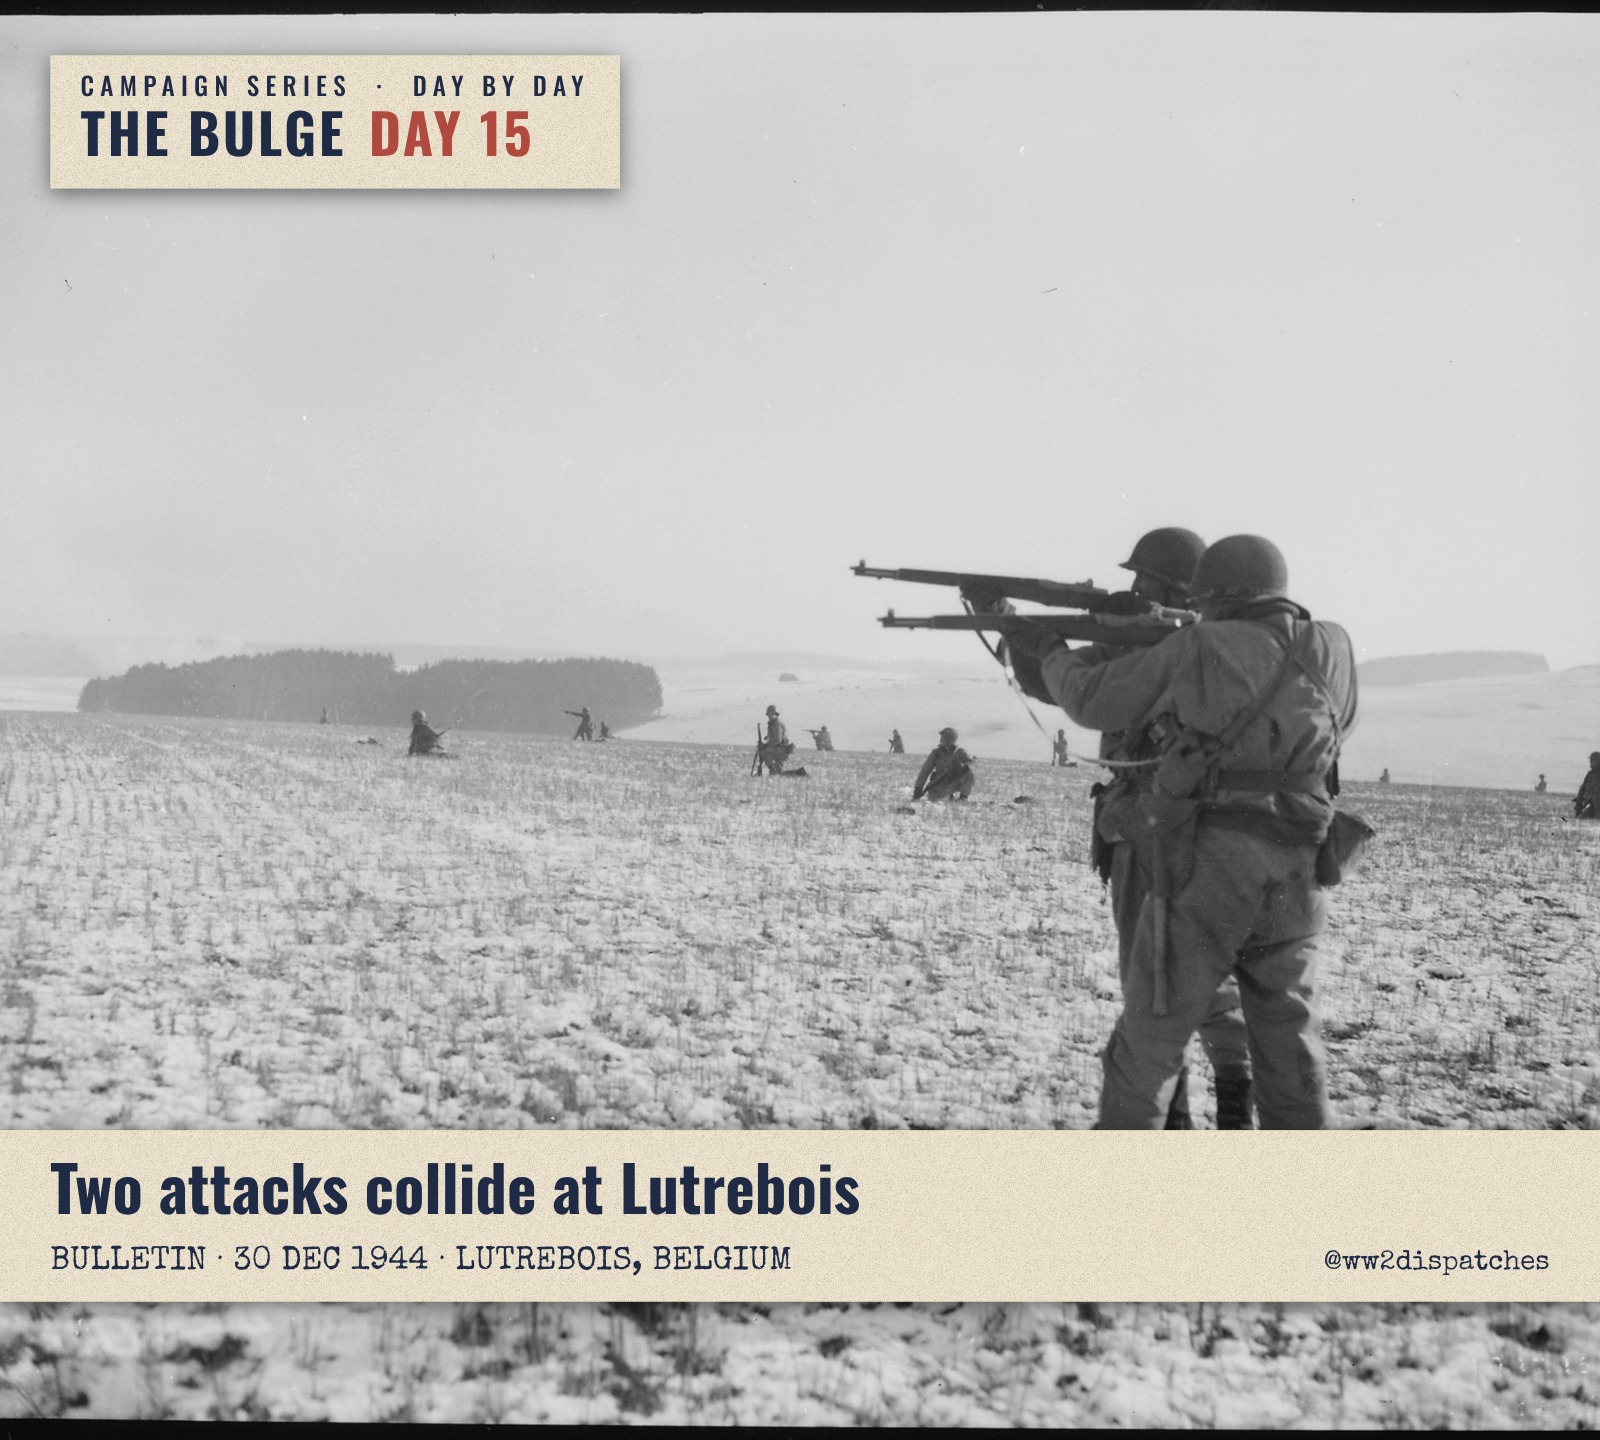 CAMPAIGN SERIES · DAY BY DAY
THE BULGE DAY 15
Two attacks collide at Lutrebois
BULLETIN · 30 DEC 1944 · LUTREBOIS, BELGIUM
@ww2dispatches